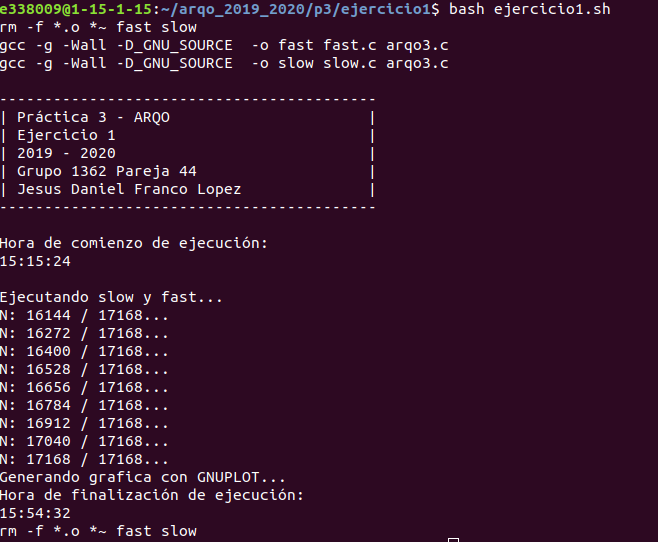 e338009@1-15-1-15:~/arqo_2019_2020/p3/ejercicio1$ bash ejercicio1.sh
rm -f *.o *~ fast slow
gcc -g -Wall -D_GNU_SOURCE  -o fast fast.c arqo3.c
gcc -g -Wall -D_GNU_SOURCE  -o slow slow.c arqo3.c
------------------------------------------
| Práctica 3 - ARQO                      |
| Ejercicio 1                            |
| 2019 - 2020                            |
| Grupo 1362 Pareja 44                   |
| Jesus Daniel Franco Lopez              |
------------------------------------------
Hora de comienzo de ejecución:
15:15:24
Ejecutando slow y fast...
N: 16144 / 17168...
N: 16272 / 17168...
N: 16400 / 17168...
N: 16528 / 17168...
N: 16656 / 17168...
N: 16784 / 17168...
N: 16912 / 17168...
N: 17040 / 17168...
N: 17168 / 17168...
Generando grafica con GNUPLOT...
Hora de finalización de ejecución:
15:54:32
rm -f *.o *~ fast slow